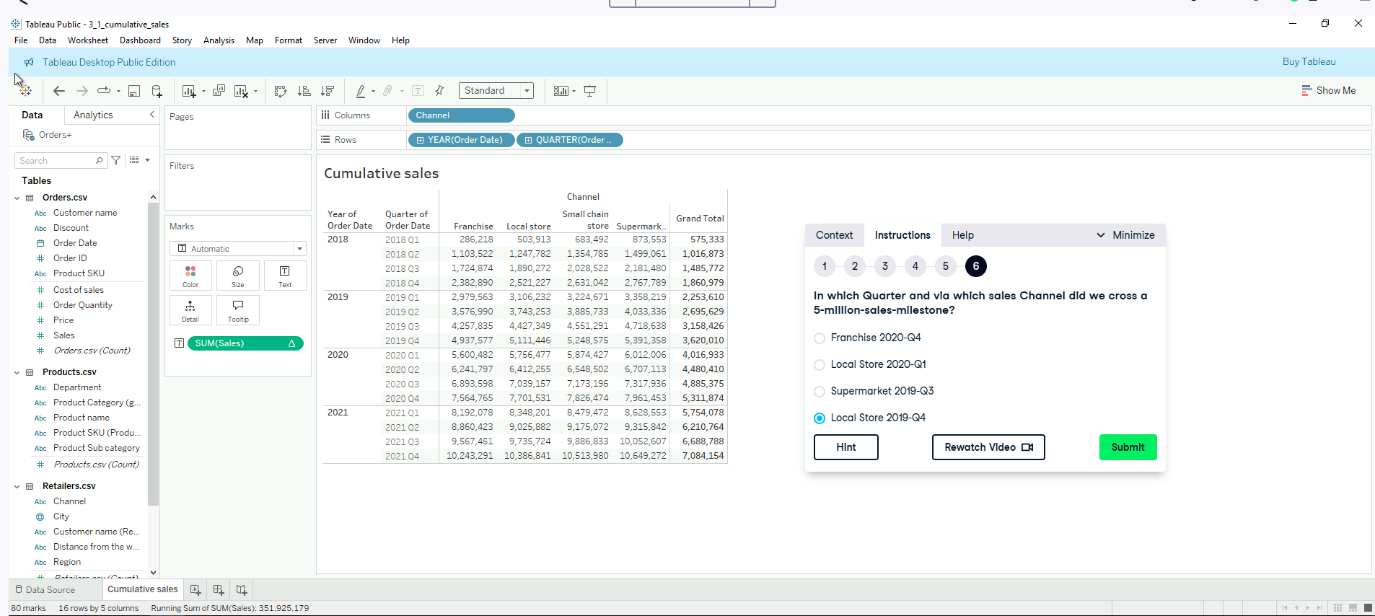 Tableau Public - 3_1_cumulative_sales
File Data Worksheet Dashboard Story Analysis Map Format Server Window Help
Tableau Desktop Public Edition
Buy Tableau
Standard
Show Me
Data Analytics
Orders+
Search
Tables
Orders.csv
Abc Customer name
Abc Discount
Order Date
# Order ID
Abc Product SKU
# Cost of sales
# Order Quantity
# Price
# Sales
# Orders.csv (Count)
Products.csv
Abc Department
Abc Product Category (g...
Abc Product name
Abc Product SKU (Produ...
Abc Product Sub category
# Products.csv (Count)
Retailers.csv
Abc Channel
City
Abc Customer name (Re...
Abc Distance from the w...
Abc Region
# Retailers.csv (Count)
Pages
Filters
Marks
T Automatic
Color Size Text
Detail Tooltip
SUM(Sales) Δ
Columns Channel
Rows YEAR(Order Date) QUARTER(Order ..
Cumulative sales
Channel
Year of Order Date Quarter of Order Date Franchise Local store Small chain store Supermark.. Grand Total
2018 2018 Q1 286,218 503,913 683,492 873,553 575,333
2018 Q2 1,103,522 1,247,782 1,354,785 1,499,061 1,016,873
2018 Q3 1,724,874 1,890,272 2,028,522 2,181,480 1,485,772
2018 Q4 2,382,890 2,521,227 2,631,042 2,767,789 1,860,979
2019 2019 Q1 2,979,563 3,106,232 3,224,671 3,358,219 2,253,610
2019 Q2 3,576,990 3,743,253 3,885,733 4,033,336 2,695,629
2019 Q3 4,257,835 4,427,349 4,551,291 4,718,638 3,158,426
2019 Q4 4,937,577 5,111,446 5,248,575 5,391,358 3,620,010
2020 2020 Q1 5,600,482 5,756,477 5,874,427 6,012,006 4,016,933
2020 Q2 6,241,797 6,412,255 6,548,502 6,707,113 4,480,410
2020 Q3 6,893,598 7,039,157 7,173,196 7,317,936 4,885,375
2020 Q4 7,564,765 7,701,531 7,826,474 7,961,453 5,311,874
2021 2021 Q1 8,192,078 8,348,201 8,479,472 8,628,553 5,754,078
2021 Q2 8,860,423 9,025,882 9,175,072 9,315,842 6,210,764
2021 Q3 9,567,451 9,735,724 9,886,833 10,052,607 6,688,788
2021 Q4 10,243,291 10,386,841 10,513,980 10,649,272 7,084,154
Context Instructions Help Minimize
1 2 3 4 5 6
In which Quarter and via which sales Channel did we cross a
5-million-sales-milestone?
Franchise 2020-Q4
Local Store 2020-Q1
Supermarket 2019-Q3
Local Store 2019-Q4
Hint Rewatch Video Submit
Data Source Cumulative sales
80 marks 16 rows by 5 columns Running Sum of SUM(Sales): 351,925,179